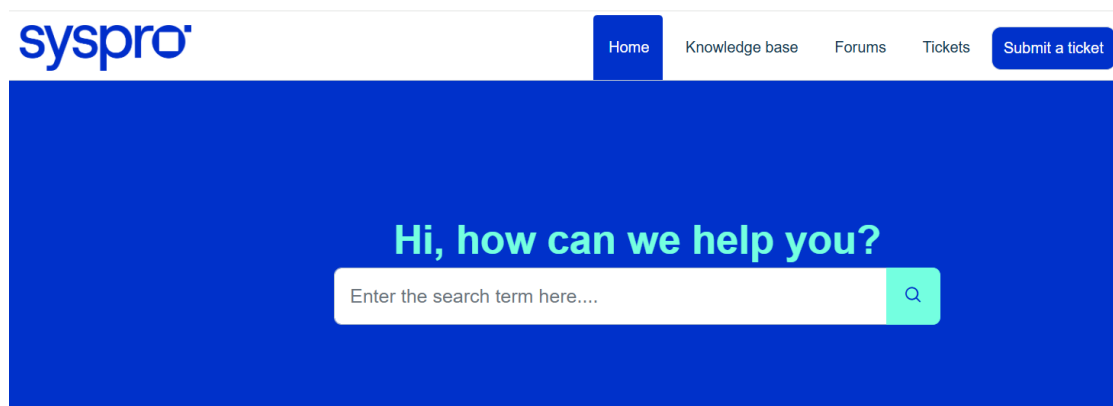 syspro
Home Knowledge base Forums Tickets Submit a ticket
Hi, how can we help you?
Enter the search term here....